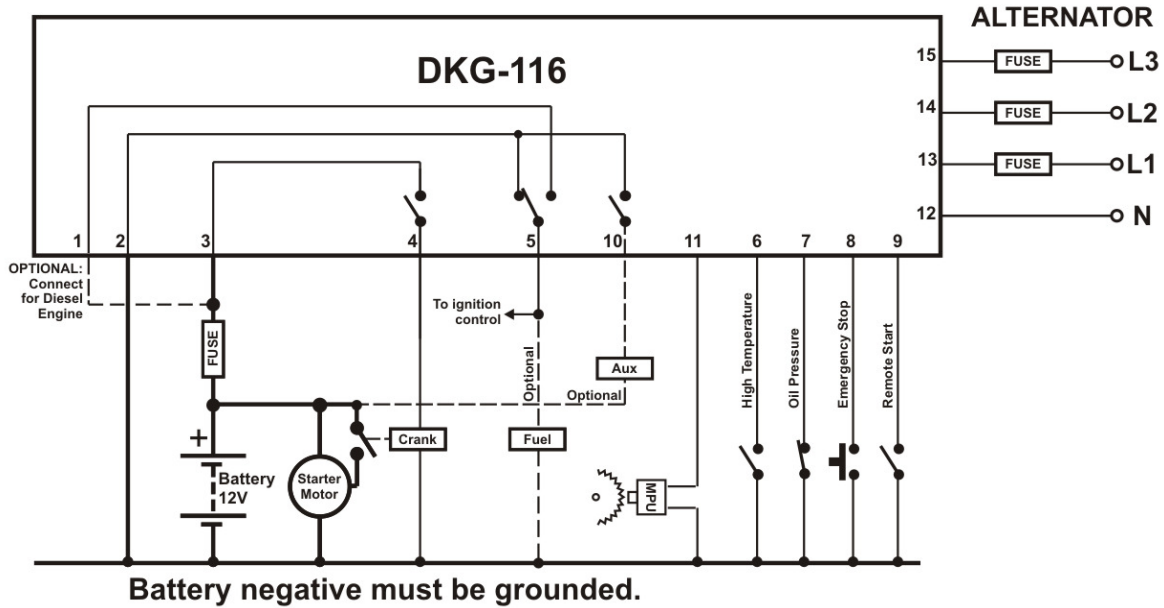 ALTERNATOR
DKG-116
15
FUSE
L3
14
FUSE
L2
13
FUSE
L1
12
N
1
2
3
4
5
10
11
6
7
8
9
OPTIONAL:
Connect
for Diesel
Engine
To ignition
control
FUSE
Optional
Aux
Optional
High Temperature
Oil Pressure
Emergency Stop
Remote Start
+
Crank
Fuel
Battery
12V
Starter
Motor
MPU
Battery negative must be grounded.